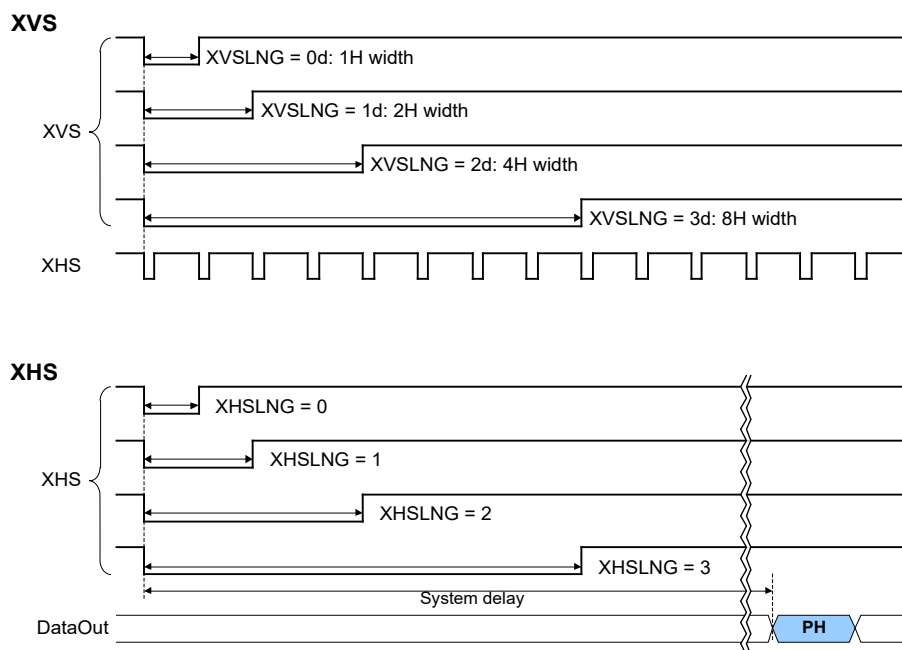 XVS
XVSLNG = 0d: 1H width
XVSLNG = 1d: 2H width
XVS
XVSLNG = 2d: 4H width
XVSLNG = 3d: 8H width
XHS
XHS
XHSLNG = 0
XHSLNG = 1
XHS
XHSLNG = 2
XHSLNG = 3
System delay
DataOut
PH